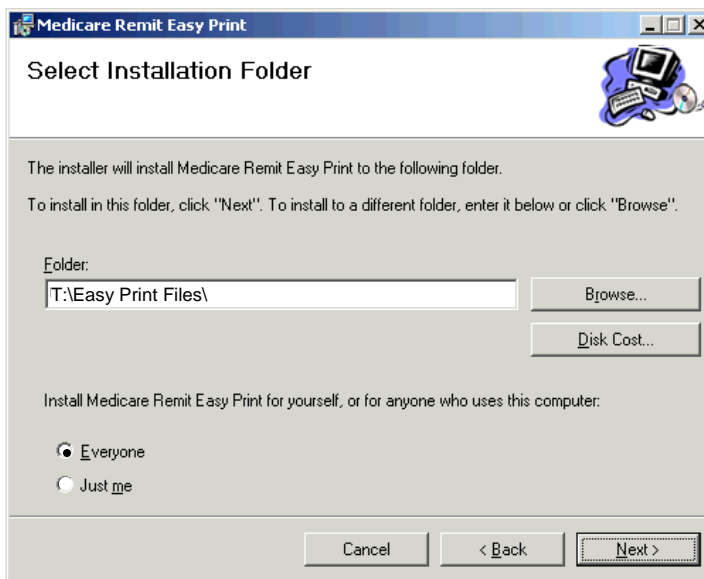 Medicare Remit Easy Print
Select Installation Folder
The installer will install Medicare Remit Easy Print to the following folder.
To install in this folder, click "Next". To install to a different folder, enter it below or click "Browse".
Folder:
T:\Easy Print Files\
Browse...
Disk Cost...
Install Medicare Remit Easy Print for yourself, or for anyone who uses this computer:
Everyone
Just me
Cancel
< Back
Next >